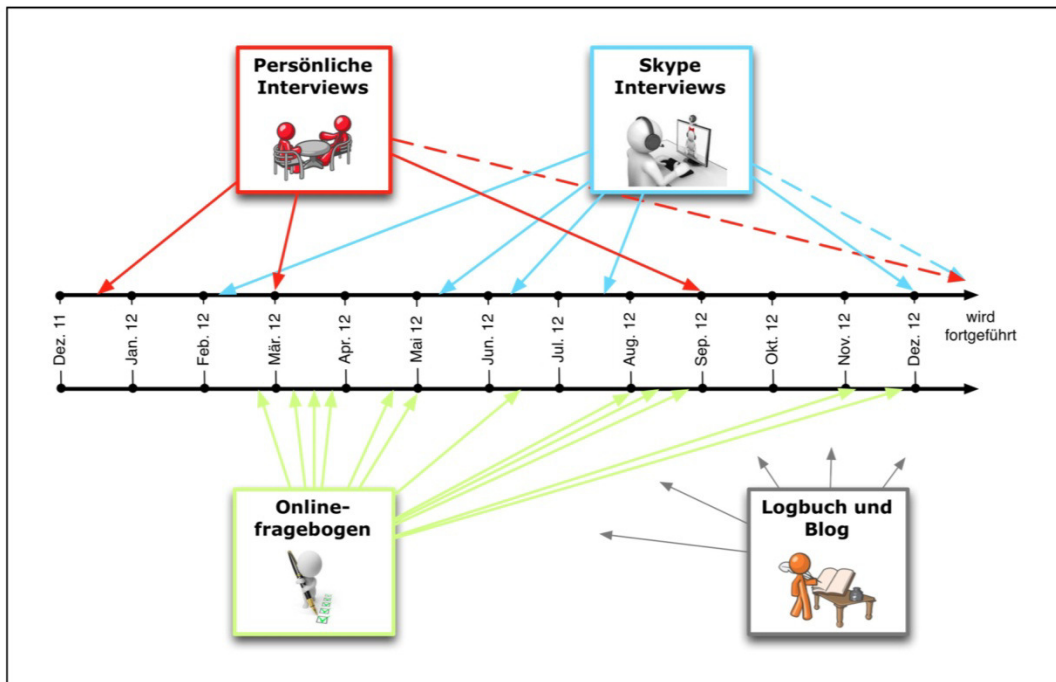 Persönliche
Interviews
Skype
Interviews
Dez. 11
Jan. 12
Feb. 12
Mär. 12
Apr. 12
Mai 12
Jun. 12
Jul. 12
Aug. 12
Sep. 12
Okt. 12
Nov. 12
Dez. 12
wird
fortgeführt
Online-
fragebogen
Logbuch und
Blog